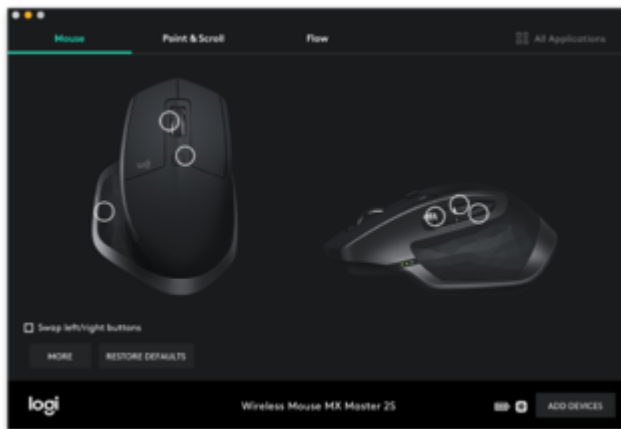 Mouse
Point & Scroll
Flow
All Applications
logi
Swap left/right buttons
MORE
RESTORE DEFAULTS
logi
Wireless Mouse MX Master 2S
ADD DEVICES